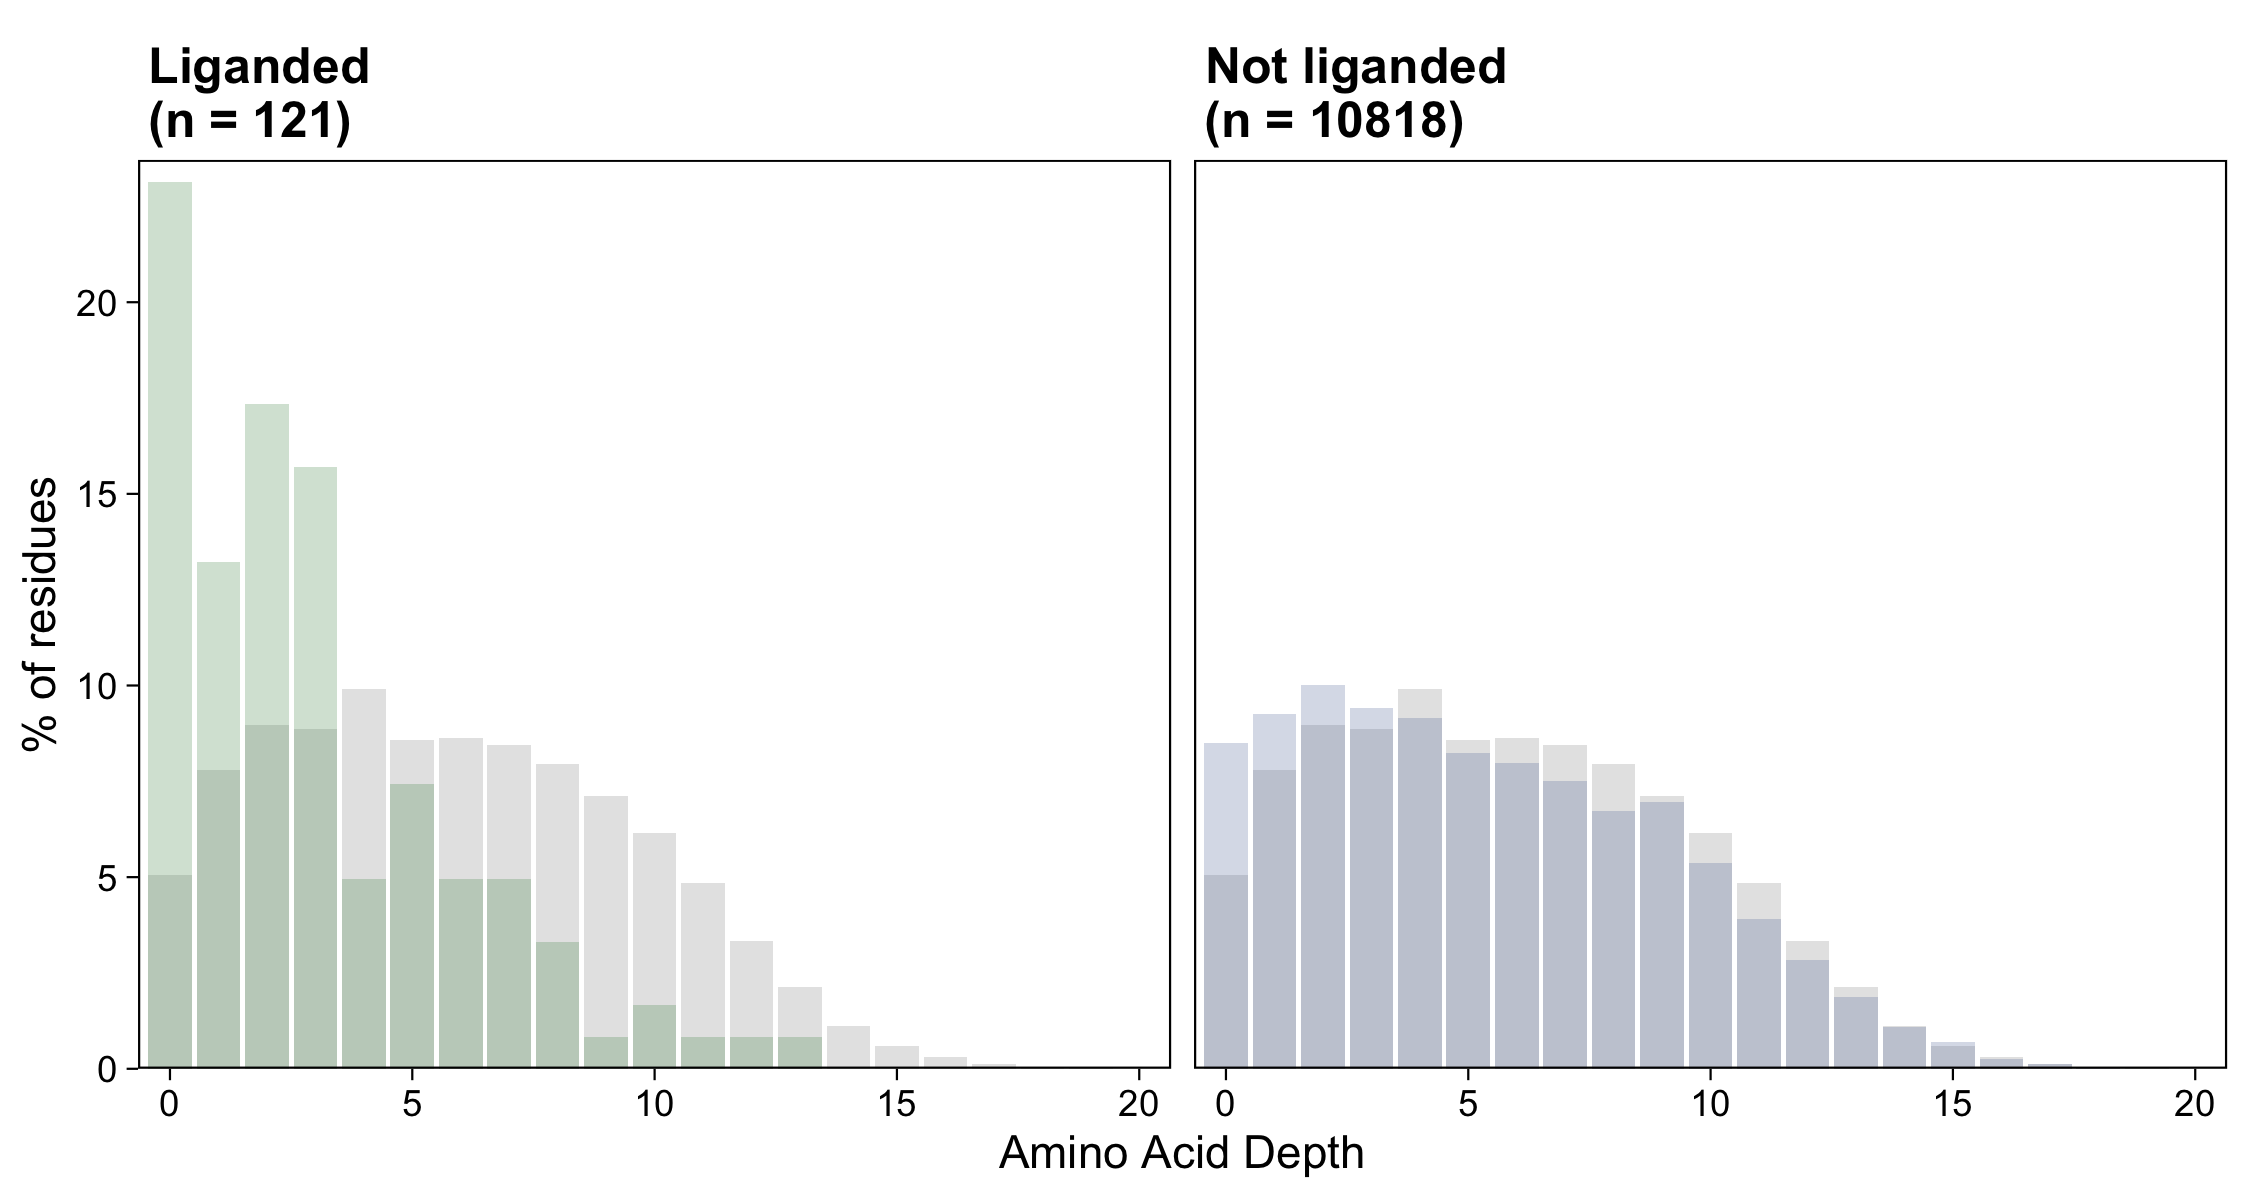 Liganded
(n = 121)
Not liganded
(n = 10818)
% of residues
20
15
10
5
0
0 5 10 15 20
0 5 10 15 20
Amino Acid Depth